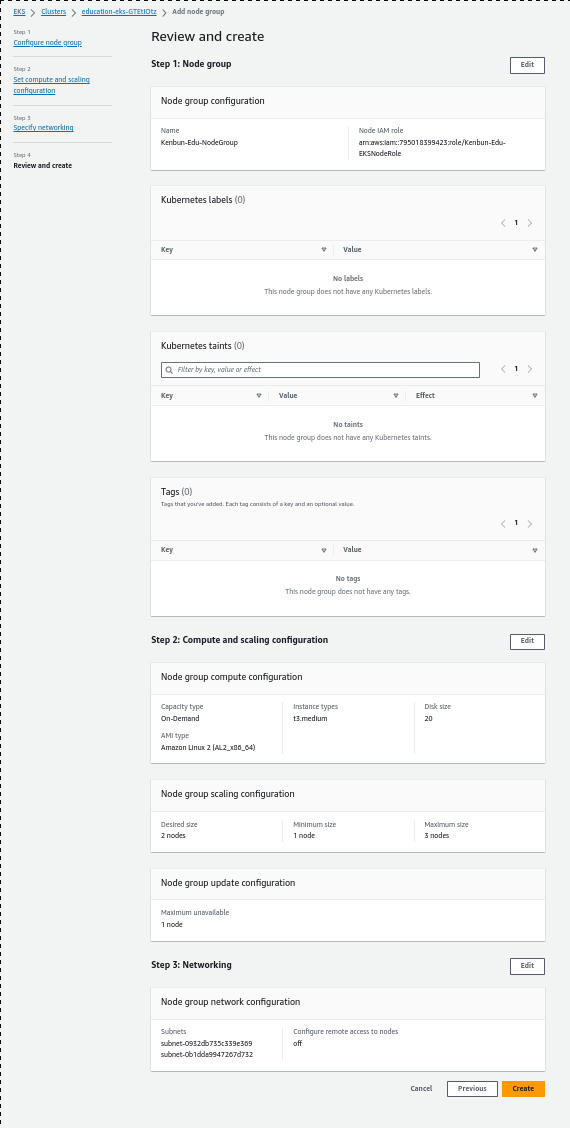 EKS > Clusters > education-eks-GTEtIOtz > Add node group
Step 1
Configure node group
Step 2
Set compute and scaling
configuration
Step 3
Specify networking
Step 4
Review and create
Review and create
Step 1: Node group
Edit
Node group configuration
Name
Kenbun-Edu-NodeGroup
Node IAM role
arn:aws:iam::795018399423:role/Kenbun-Edu-
EKSNodeRole
Kubernetes labels (0)
1
Key Value
No labels
This node group does not have any Kubernetes labels.
Kubernetes taints (0)
Filter by key, value or effect
1
Key Value Effect
No taints
This node group does not have any Kubernetes taints.
Tags (0)
Tags that you've added. Each tag consists of a key and an optional value.
1
Key Value
No tags
This node group does not have any tags.
Step 2: Compute and scaling configuration
Edit
Node group compute configuration
Capacity type
On-Demand
AMI type
Amazon Linux 2 (AL2_x86_64)
Instance types
t3.medium
Disk size
20
Node group scaling configuration
Desired size
2 nodes
Minimum size
1 node
Maximum size
3 nodes
Node group update configuration
Maximum unavailable
1 node
Step 3: Networking
Edit
Node group network configuration
Subnets
subnet-0932db735c339e369
subnet-0b1dda9947267d732
Configure remote access to nodes
off
Cancel Previous Create